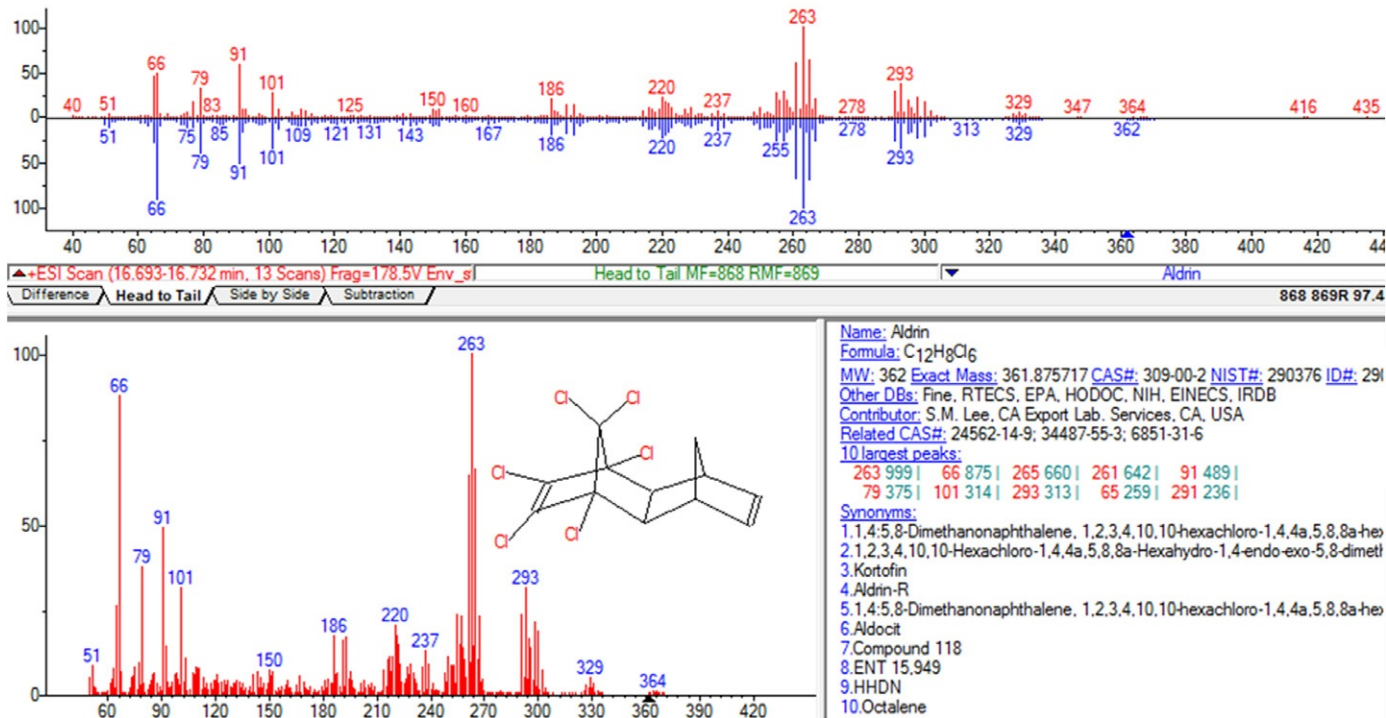 100
50
0
50
100
66
79
91
101
263
40
51
83
125
150
160
186
220
237
278
293
329
347
364
416
435
51
75
85
109
121
131
143
167
186
220
237
255
278
293
313
329
362
79
91
101
66
263
40 60 80 100 120 140 160 180 200 220 240 260 280 300 320 340 360 380 400 420 44
+ESI Scan (16.693-16.732 min, 13 Scans) Frag=178.5V Env_s Head to Tail MF=868 RMF=869 Aldrin
Difference Head to Tail Side by Side Subtraction 868 869R 97.4
100
50
0
51
66
79
91
101
150
186
220
237
263
293
329
364
Cl
Cl
Cl
Cl
Cl
Cl
60 90 120 150 180 210 240 270 300 330 360 390 420
Name: Aldrin
Formula: C12H8Cl6
MW: 362 Exact Mass: 361.875717 CAS#: 309-00-2 NIST#: 290376 ID#: 29
Other DBs: Fine, RTECS, EPA, HODOC, NIH, EINECS, IRDB
Contributor: S.M. Lee, CA Export Lab. Services, CA, USA
Related CAS#: 24562-14-9; 34487-55-3; 6851-31-6
10 largest peaks:
263 999 | 66 875 | 265 660 | 261 642 | 91 489 |
79 375 | 101 314 | 293 313 | 65 259 | 291 236 |
Synonyms:
1.1,4:5,8-Dimethanonaphthalene, 1,2,3,4,10,10-hexachloro-1,4,4a,5,8,8a-hex
2.1,2,3,4,10,10-Hexachloro-1,4,4a,5,8,8a-Hexahydro-1,4-endo-exo-5,8-dimeth
3.Kortofin
4.Aldrin-R
5.1,4:5,8-Dimethanonaphthalene, 1,2,3,4,10,10-hexachloro-1,4,4a,5,8,8a-hex
6.Aldocit
7.Compound 118
8.ENT 15,949
9.HHDN
10.Octalene